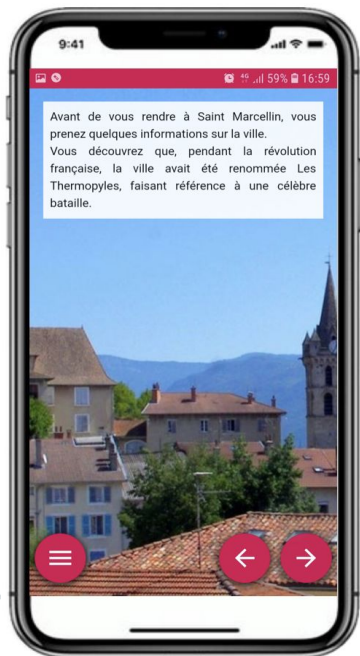 9:41
4G 59% 16:59
Avant de vous rendre à Saint Marcellin, vous
prenez quelques informations sur la ville.
Vous découvrez que, pendant la révolution
française, la ville avait été renommée Les
Thermopyles, faisant référence à une célèbre
bataille.